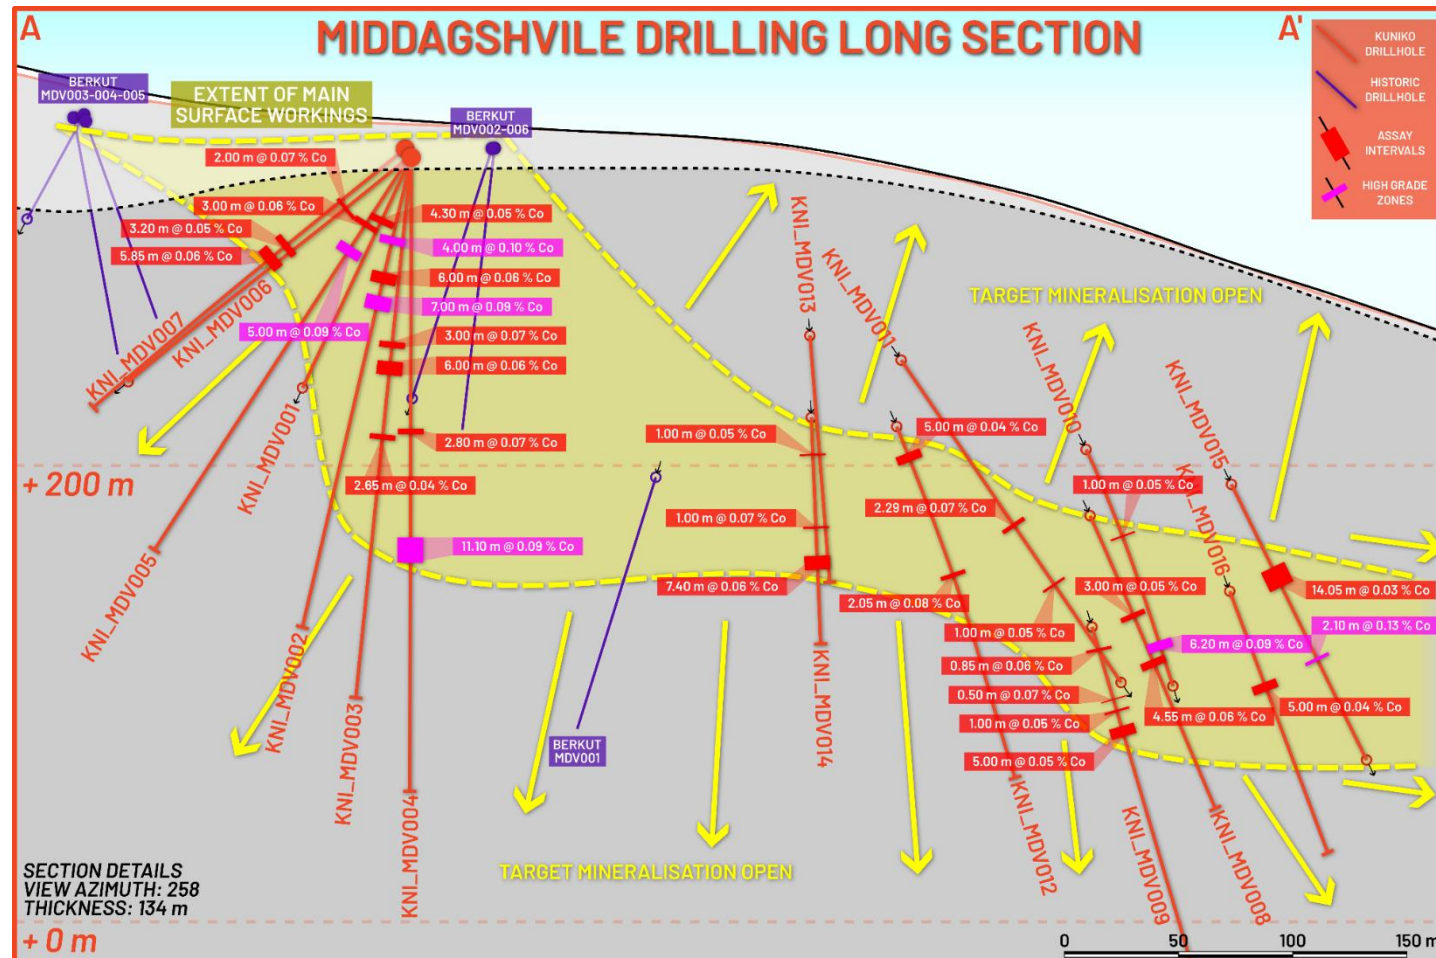 A
MIDDAGSHVILE DRILLING LONG SECTION
A'
KUNIKO
DRILLHOLE
HISTORIC
DRILLHOLE
ASSAY
INTERVALS
HIGH GRADE
ZONES
BERKUT
MDV003-004-005
EXTENT OF MAIN
SURFACE WORKINGS
BERKUT
MDV002-006
2.00 m @ 0.07 % Co
3.00 m @ 0.06 % Co
3.20 m @ 0.05 % Co
5.85 m @ 0.06 % Co
4.30 m @ 0.05 % Co
4.00 m @ 0.10 % Co
6.00 m @ 0.06 % Co
7.00 m @ 0.09 % Co
5.00 m @ 0.09 % Co
3.00 m @ 0.07 % Co
6.00 m @ 0.06 % Co
2.80 m @ 0.07 % Co
2.65 m @ 0.04 % Co
11.10 m @ 0.09 % Co
KNI_MDV007
KNI_MDV006
KNI_MDV001
KNI_MDV005
KNI_MDV002
KNI_MDV003
KNI_MDV004
BERKUT
MDV001
KNI_MDV013
KNI_MDV011
TARGET MINERALISATION OPEN
KNI_MDV010
KNI_MDV015
KNI_MDV016
1.00 m @ 0.05 % Co
5.00 m @ 0.04 % Co
1.00 m @ 0.05 % Co
2.29 m @ 0.07 % Co
1.00 m @ 0.07 % Co
7.40 m @ 0.06 % Co
2.05 m @ 0.08 % Co
3.00 m @ 0.05 % Co
14.05 m @ 0.03 % Co
2.10 m @ 0.13 % Co
1.00 m @ 0.05 % Co
6.20 m @ 0.09 % Co
0.85 m @ 0.06 % Co
0.50 m @ 0.07 % Co
4.55 m @ 0.06 % Co
5.00 m @ 0.04 % Co
1.00 m @ 0.05 % Co
5.00 m @ 0.05 % Co
KNI_MDV014
KNI_MDV012
KNI_MDV009
KNI_MDV008
+ 200 m
TARGET MINERALISATION OPEN
SECTION DETAILS
VIEW AZIMUTH: 258
THICKNESS: 134 m
+ 0 m
0 50 100 150 m